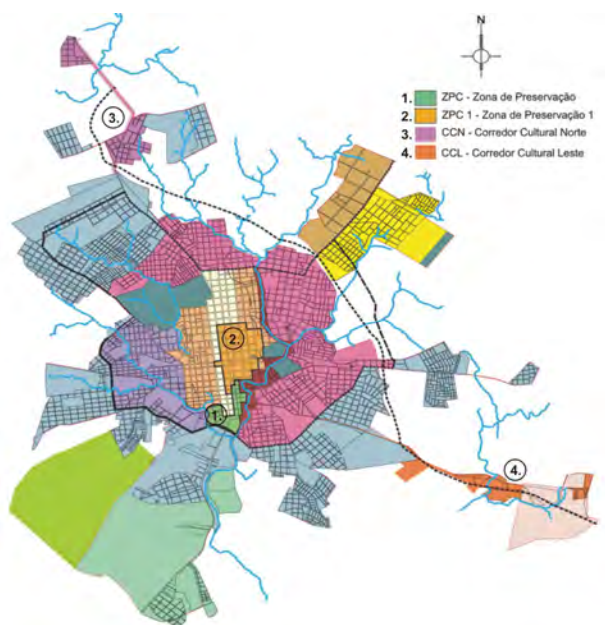 N
1. ZPC - Zona de Preservação
2. ZPC 1 - Zona de Preservação 1
3. CCN - Corredor Cultural Norte
4. CCL - Corredor Cultural Leste
3.
2.
1.
4.